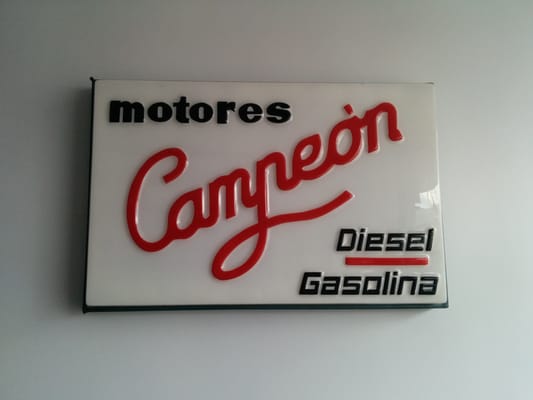 motores
Campeón
Diesel
Gasolina